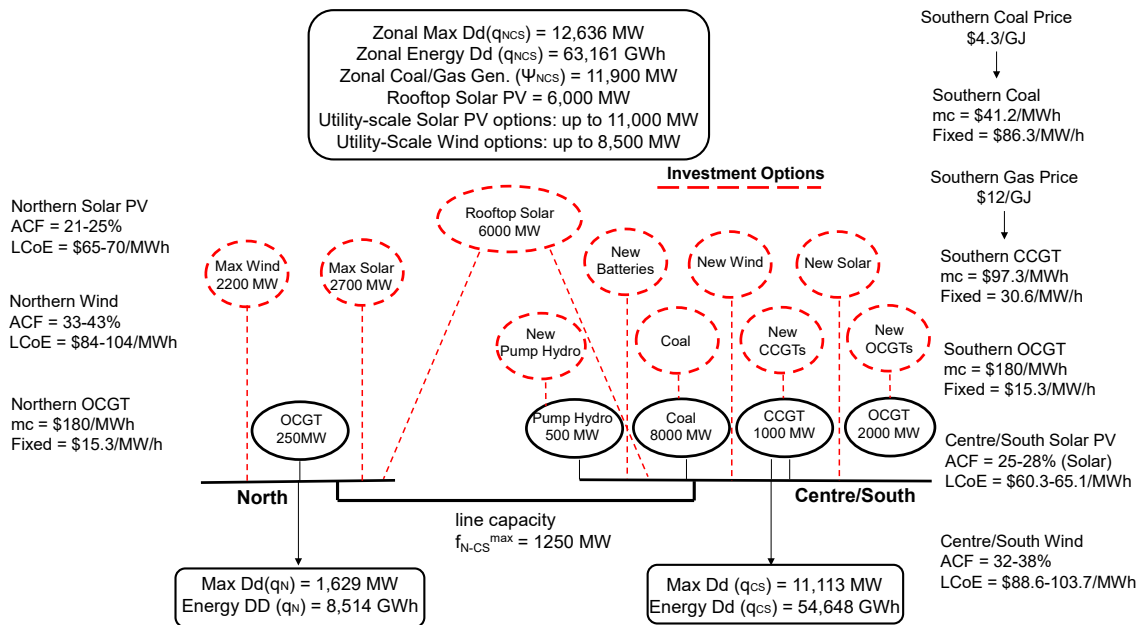 Zonal Max Dd(qNCS) = 12,636 MW
Zonal Energy Dd (qNCS) = 63,161 GWh
Zonal Coal/Gas Gen. (ΨNCS) = 11,900 MW
Rooftop Solar PV = 6,000 MW
Utility-scale Solar PV options: up to 11,000 MW
Utility-Scale Wind options: up to 8,500 MW
Southern Coal Price
$4.3/GJ
Southern Coal
mc = $41.2/MWh
Fixed = $86.3/MW/h
Investment Options
Southern Gas Price
$12/GJ
Northern Solar PV
ACF = 21-25%
LCoE = $65-70/MWh
Rooftop Solar
6000 MW
Max Wind
2200 MW
Max Solar
2700 MW
New
Batteries
New Wind
New Solar
Southern CCGT
mc = $97.3/MWh
Fixed = 30.6/MW/h
Northern Wind
ACF = 33-43%
LCoE = $84-104/MWh
New
Pump Hydro
Coal
New
CCGTs
New
OCGTs
Southern OCGT
mc = $180/MWh
Fixed = $15.3/MW/h
Northern OCGT
mc = $180/MWh
Fixed = $15.3/MW/h
OCGT
250MW
Pump Hydro
500 MW
Coal
8000 MW
CCGT
1000 MW
OCGT
2000 MW
Centre/South Solar PV
ACF = 25-28% (Solar)
LCoE = $60.3-65.1/MWh
North
Centre/South
line capacity
fN-CSmax = 1250 MW
Centre/South Wind
ACF = 32-38%
LCoE = $88.6-103.7/MWh
Max Dd(qN) = 1,629 MW
Energy DD (qN) = 8,514 GWh
Max Dd (qCS) = 11,113 MW
Energy Dd (qCS) = 54,648 GWh